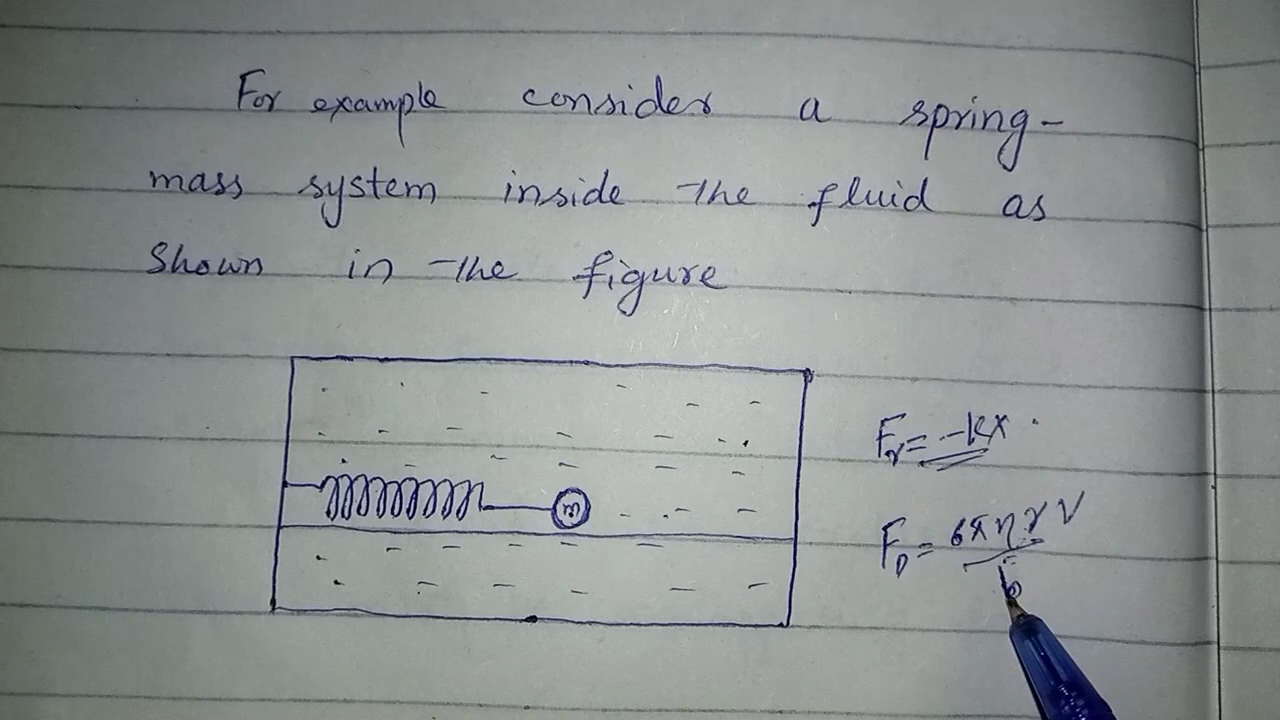 For example consider a spring-
mass system inside the fluid as
shown in the figure
Fr = -kx
m
FD = 6πηrV
b